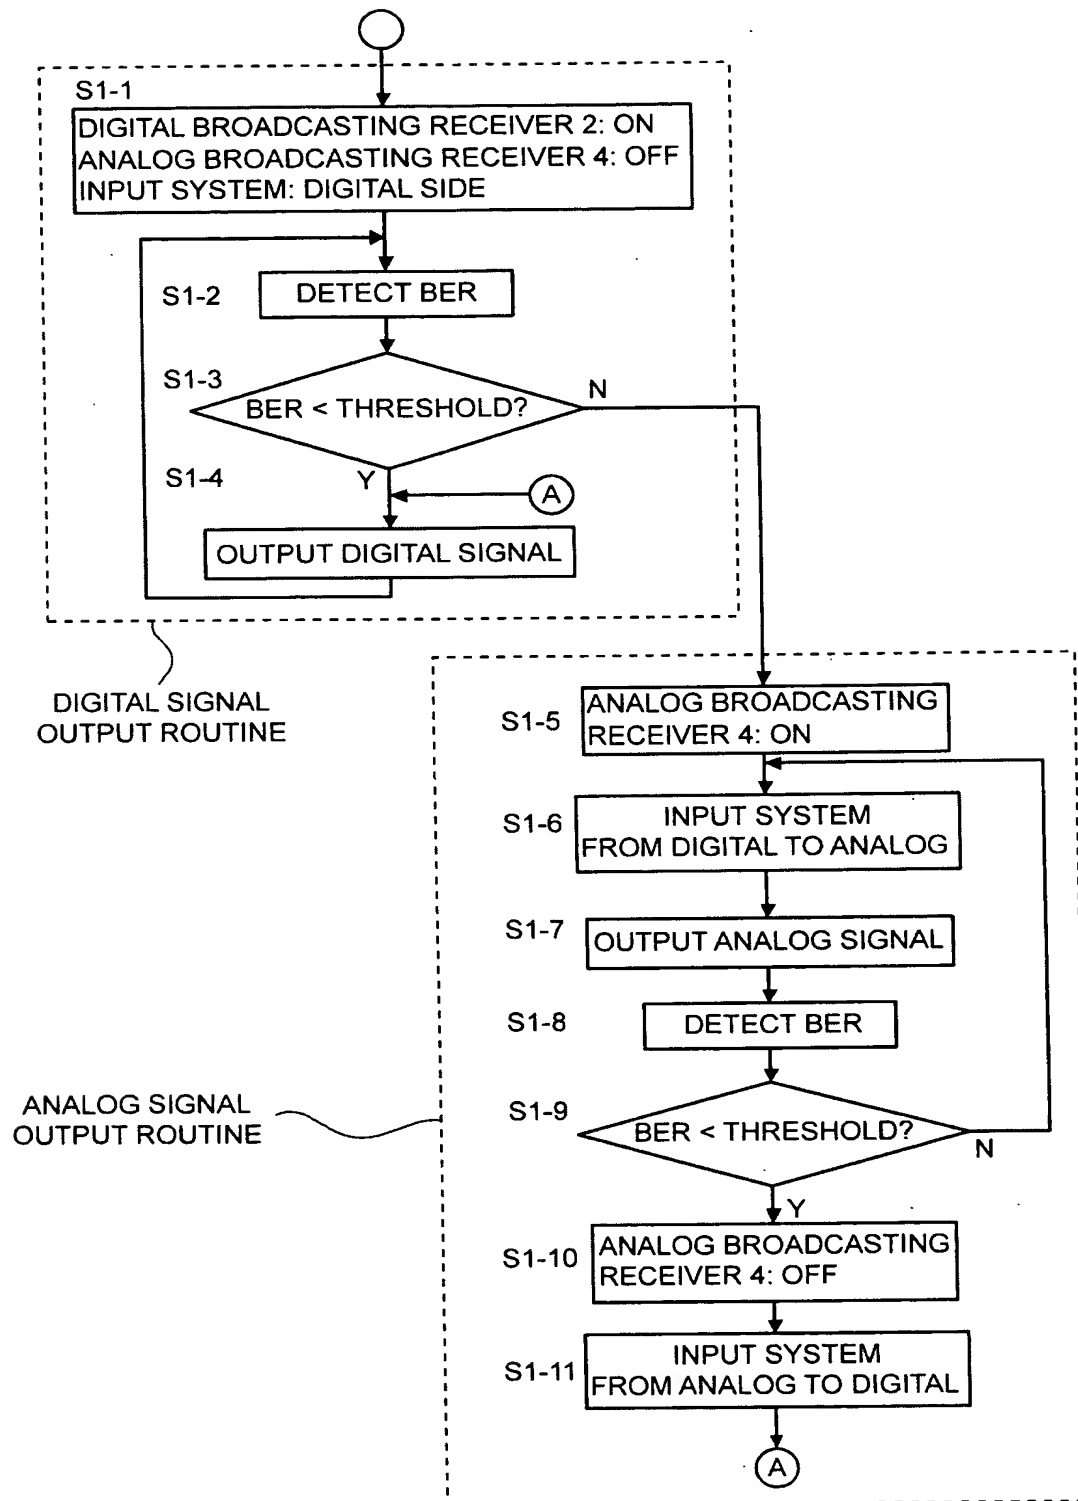 S1-1
DIGITAL BROADCASTING RECEIVER 2: ON
ANALOG BROADCASTING RECEIVER 4: OFF
INPUT SYSTEM: DIGITAL SIDE
S1-2
DETECT BER
S1-3
BER < THRESHOLD?
N
S1-4
Y
A
OUTPUT DIGITAL SIGNAL
DIGITAL SIGNAL
OUTPUT ROUTINE
S1-5
ANALOG BROADCASTING
RECEIVER 4: ON
S1-6
INPUT SYSTEM
FROM DIGITAL TO ANALOG
S1-7
OUTPUT ANALOG SIGNAL
S1-8
DETECT BER
ANALOG SIGNAL
OUTPUT ROUTINE
S1-9
BER < THRESHOLD?
N
Y
S1-10
ANALOG BROADCASTING
RECEIVER 4: OFF
S1-11
INPUT SYSTEM
FROM ANALOG TO DIGITAL
A